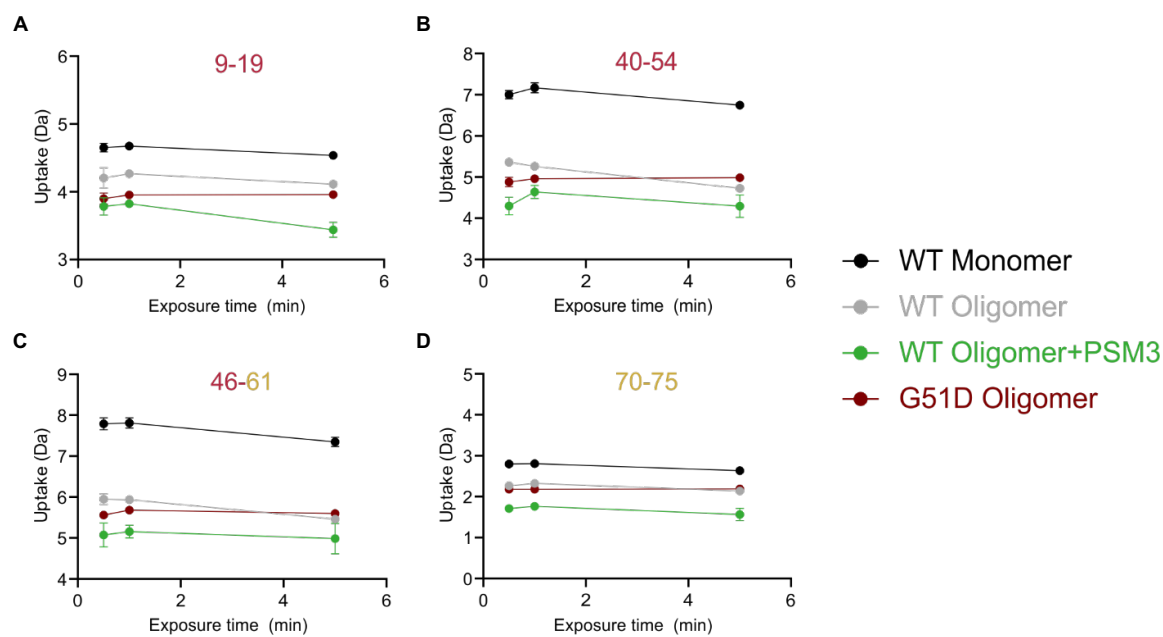 A
9-19
Uptake (Da)
6
5
4
3
0
2
4
6
Exposure time (min)
B
40-54
Uptake (Da)
8
7
6
5
4
3
0
2
4
6
Exposure time (min)
C
46-61
Uptake (Da)
9
8
7
6
5
4
0
2
4
6
Exposure time (min)
D
70-75
Uptake (Da)
5
4
3
2
1
0
0
2
4
6
Exposure time (min)
WT Monomer
WT Oligomer
WT Oligomer+PSM3
G51D Oligomer